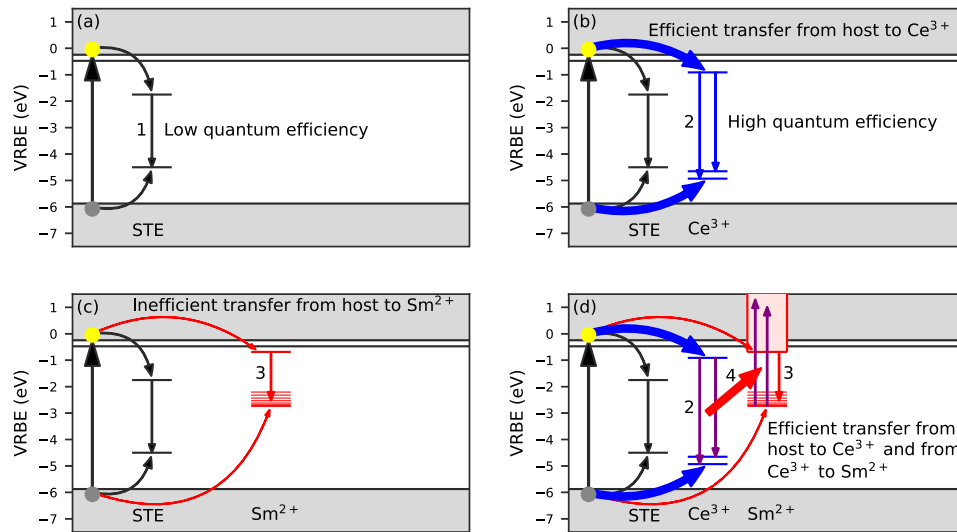 (a)
1
0
−1
−2
−3
−4
−5
−6
−7
VRBE (eV)
1 Low quantum efficiency
STE
(b)
Efficient transfer from host to Ce³⁺
1
0
−1
−2
−3
−4
−5
−6
−7
VRBE (eV)
2
High quantum efficiency
STE Ce³⁺
(c)
Inefficient transfer from host to Sm²⁺
1
0
−1
−2
−3
−4
−5
−6
−7
VRBE (eV)
3
STE Sm²⁺
(d)
1
0
−1
−2
−3
−4
−5
−6
−7
VRBE (eV)
4 3
2
Efficient transfer from
host to Ce³⁺ and from
Ce³⁺ to Sm²⁺
STE Ce³⁺ Sm²⁺